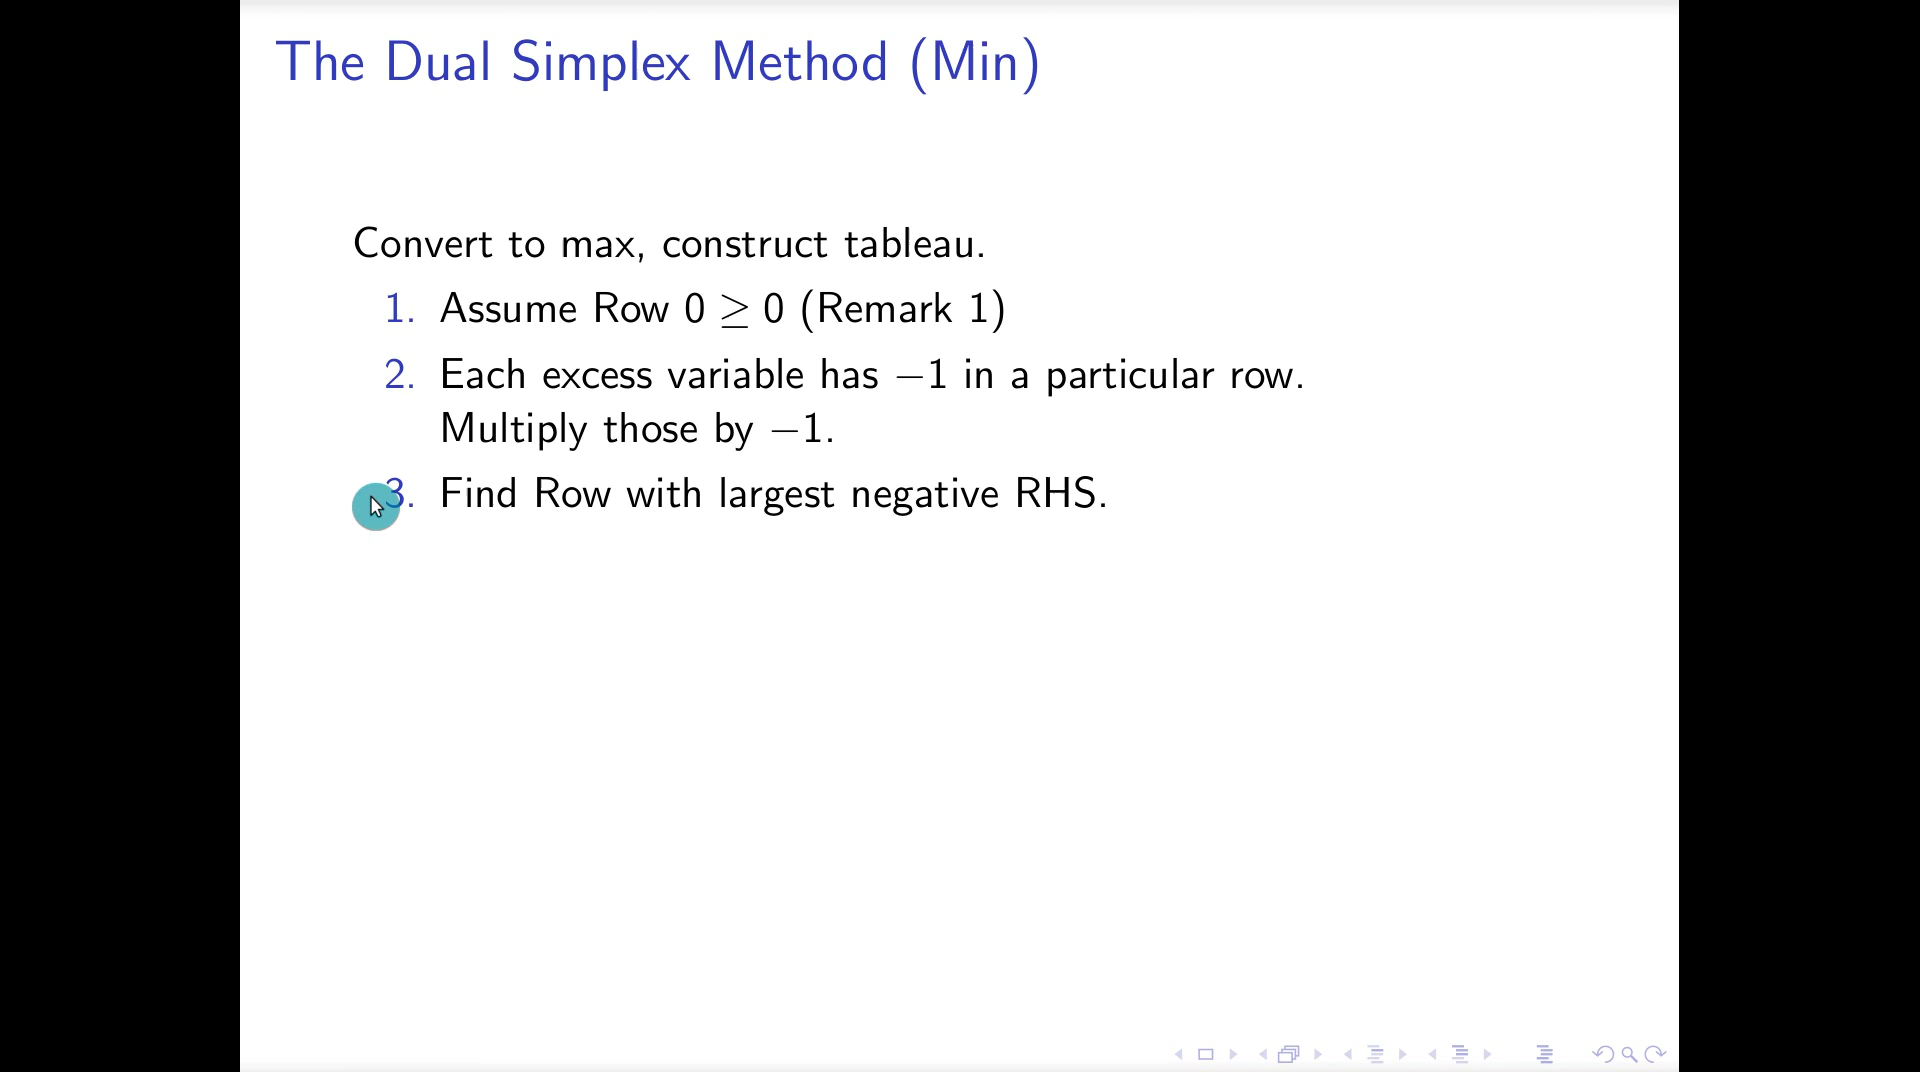 The Dual Simplex Method (Min)
Convert to max, construct tableau.
1. Assume Row 0 ≥ 0 (Remark 1)
2. Each excess variable has −1 in a particular row.
Multiply those by −1.
3. Find Row with largest negative RHS.